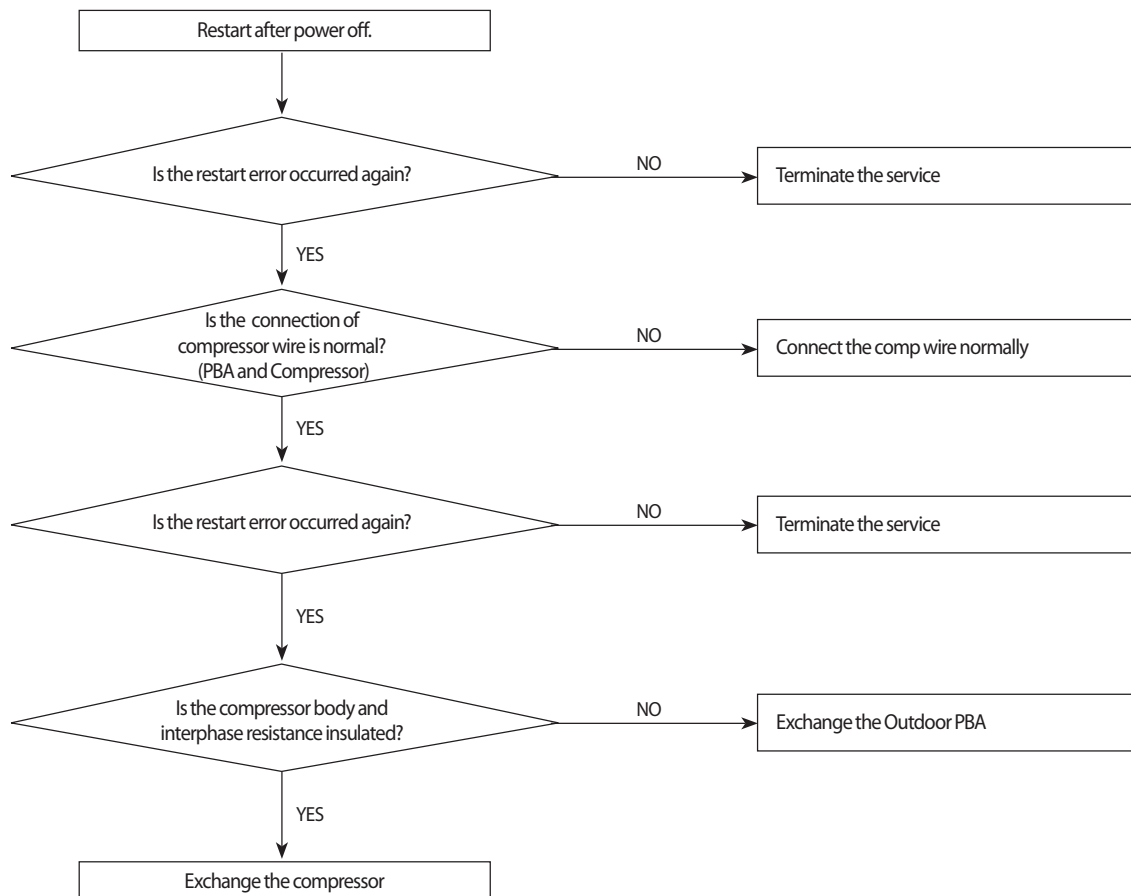 Restart after power off.
Is the restart error occurred again?
NO
Terminate the service
YES
Is the connection of
compressor wire is normal?
(PBA and Compressor)
NO
Connect the comp wire normally
YES
Is the restart error occurred again?
NO
Terminate the service
YES
Is the compressor body and
interphase resistance insulated?
NO
Exchange the Outdoor PBA
YES
Exchange the compressor